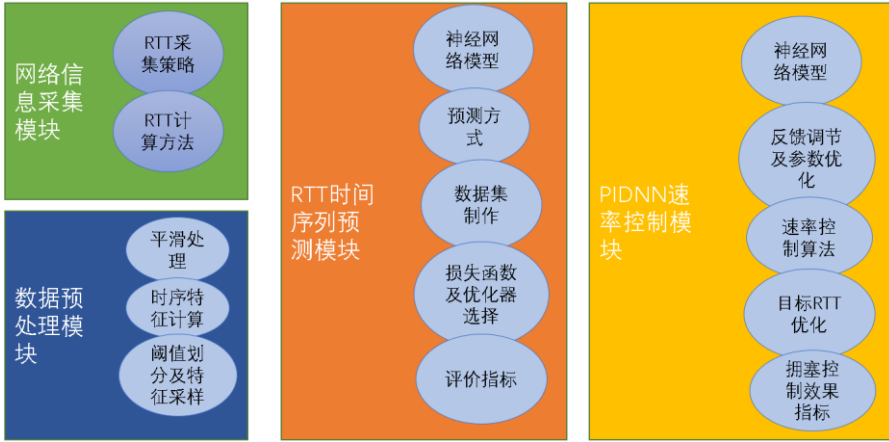 网络信
息采集
模块
RTT采
集策略
RTT计
算方法
数据预
处理模
块
平滑处
理
时序特
征计算
阈值划
分及特
征采样
RTT时间
序列预
测模块
神经网
络模型
预测方
式
数据集
制作
损失函数
及优化器
选择
评价指标
PIDNN速
率控制模
块
神经网
络模型
反馈调节
及参数优
化
速率控
制算法
目标RTT
优化
拥塞控
制效果
指标